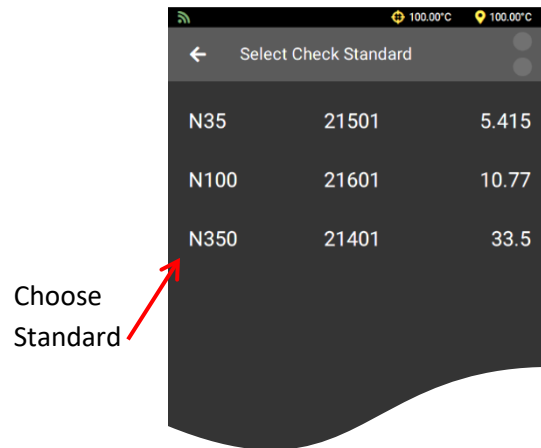 100.00°C 100.00°C
Select Check Standard
N35 21501 5.415
N100 21601 10.77
N350 21401 33.5
Choose
Standard